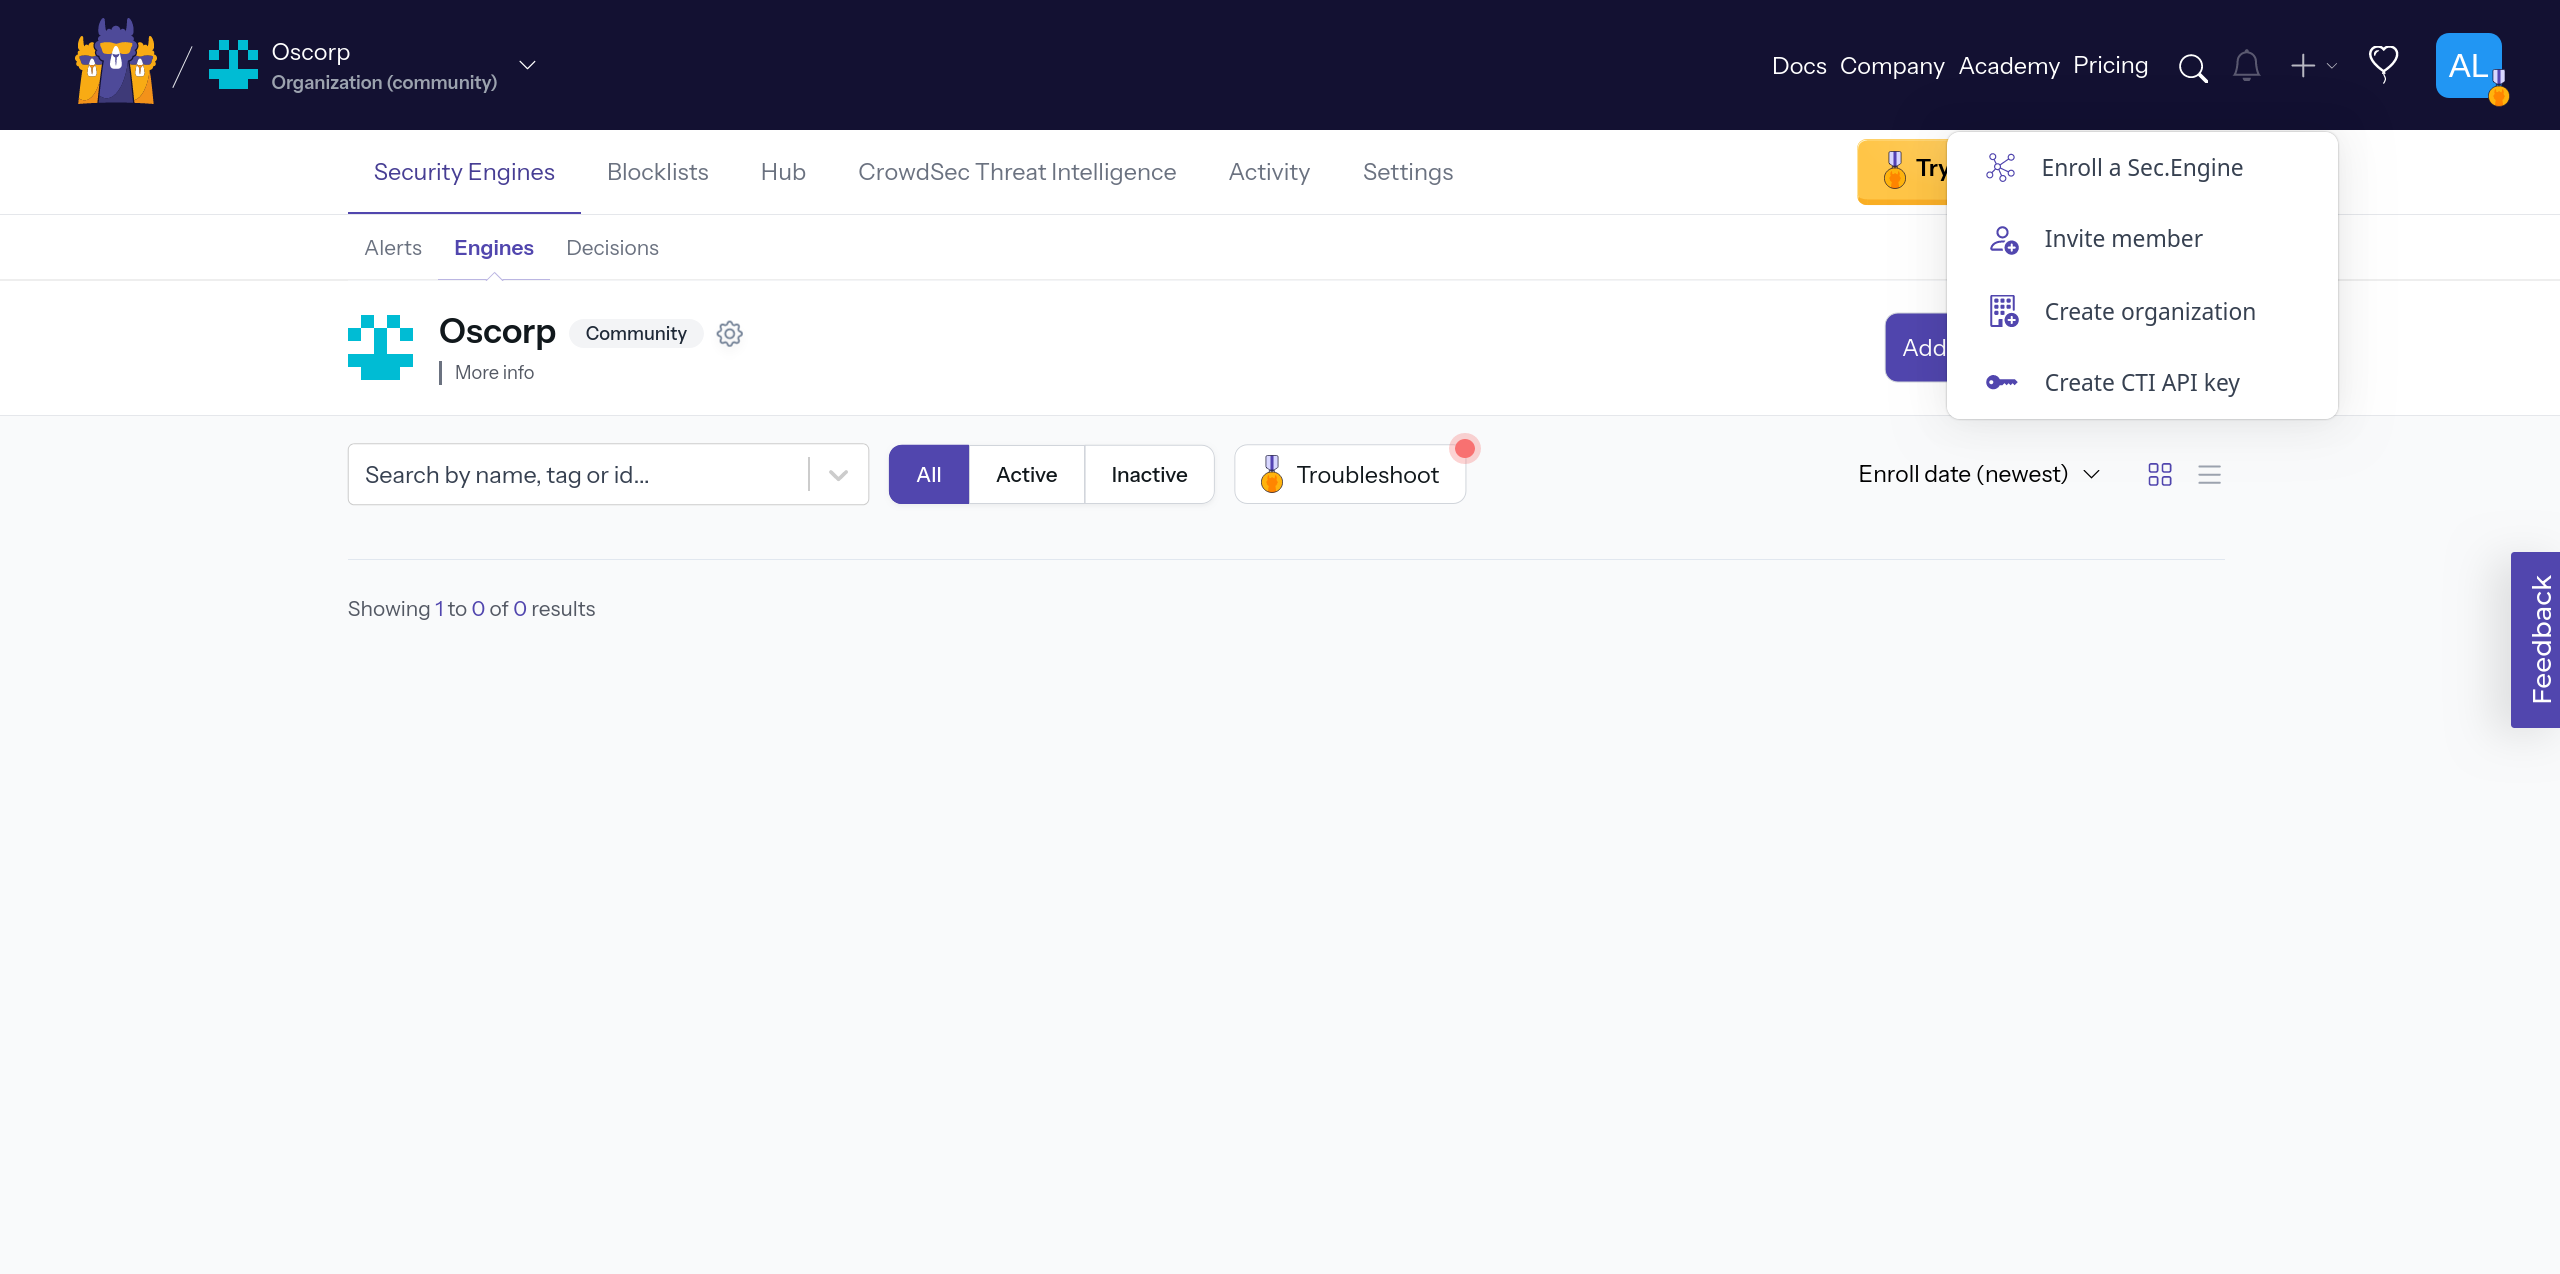 Oscorp
Organization (community)
Docs Company Academy Pricing
AL
Security Engines Blocklists Hub CrowdSec Threat Intelligence Activity Settings
Try
Enroll a Sec.Engine
Invite member
Create organization
Create CTI API key
Alerts Engines Decisions
Oscorp Community
More info
Add
Search by name, tag or id...
All Active Inactive
Troubleshoot
Enroll date (newest)
Showing 1 to 0 of 0 results
Feedback